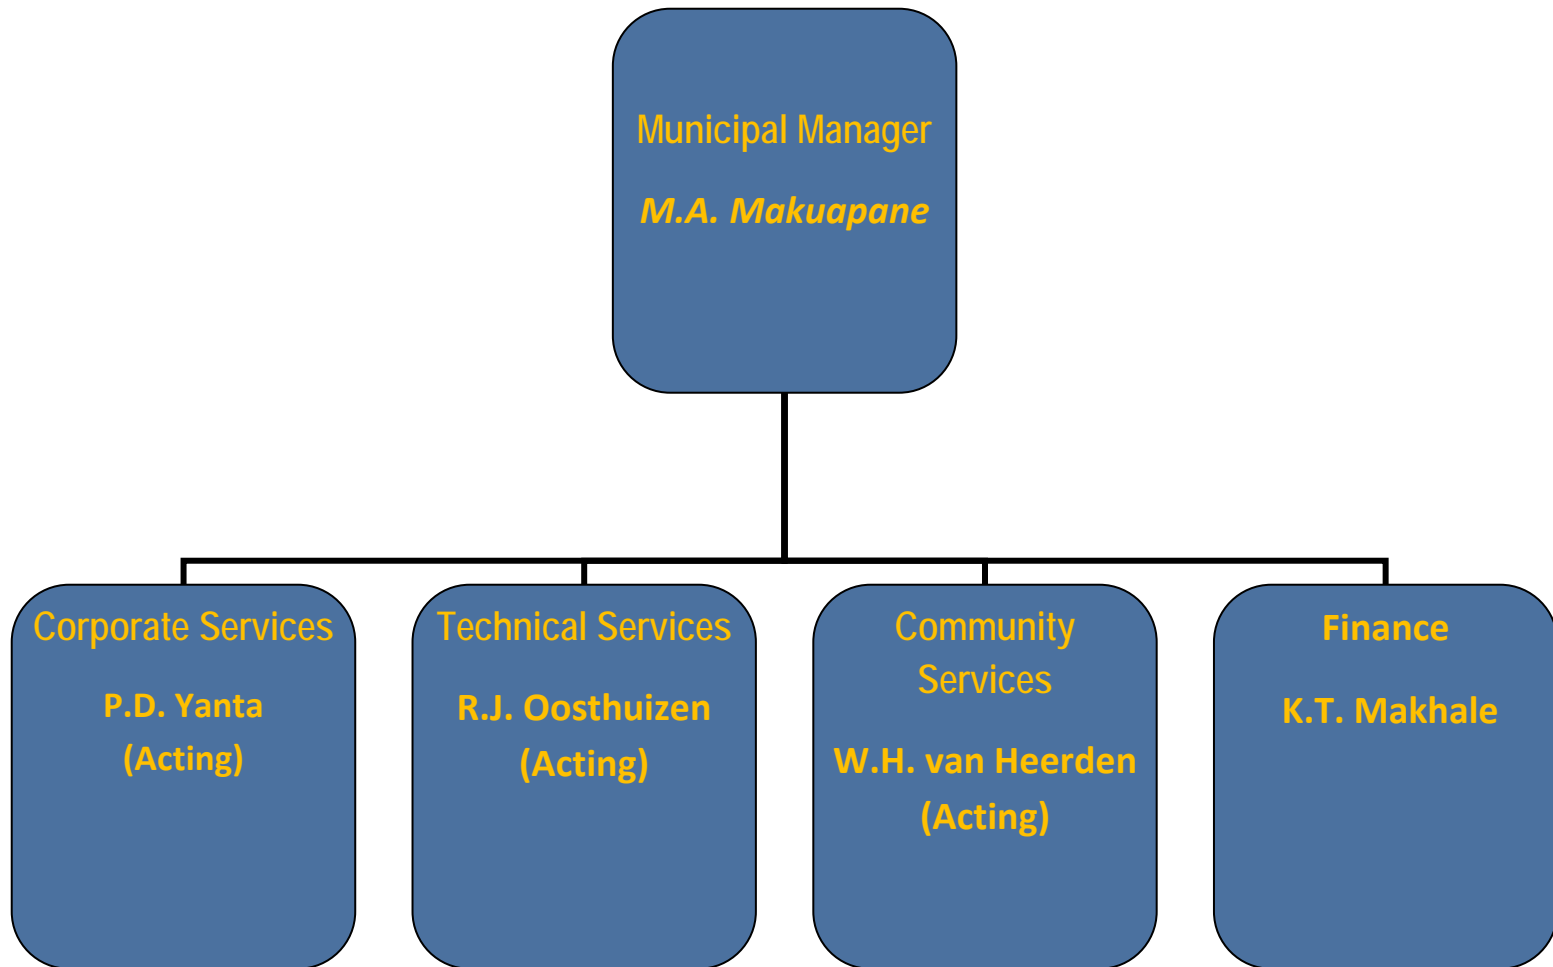 Municipal Manager
M.A. Makuapane
Corporate Services
P.D. Yanta
(Acting)
Technical Services
R.J. Oosthuizen
(Acting)
Community
Services
W.H. van Heerden
(Acting)
Finance
K.T. Makhale